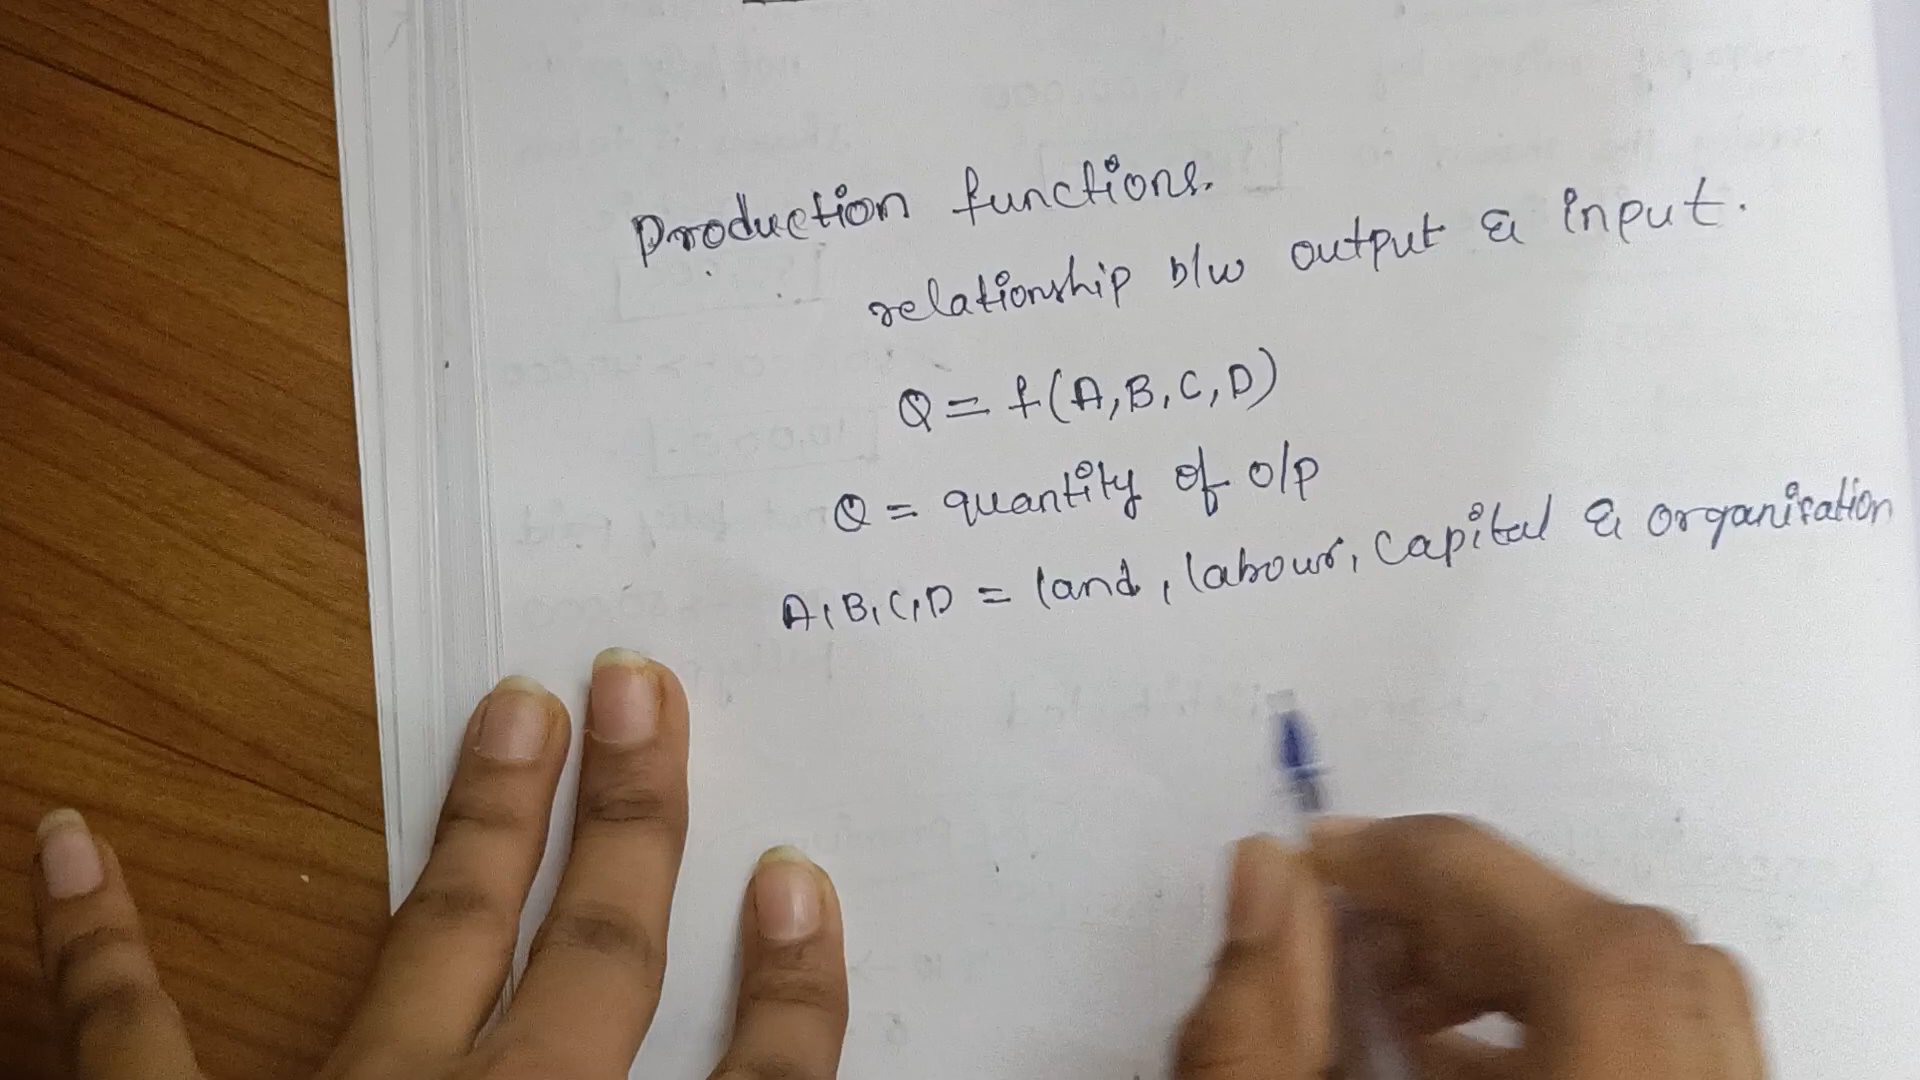 Production functions.
relationship b/w output & input.
Q = f(A,B,C,D)
Q = quantity of o/p
A,B,C,D = land, labour, capital & organisation